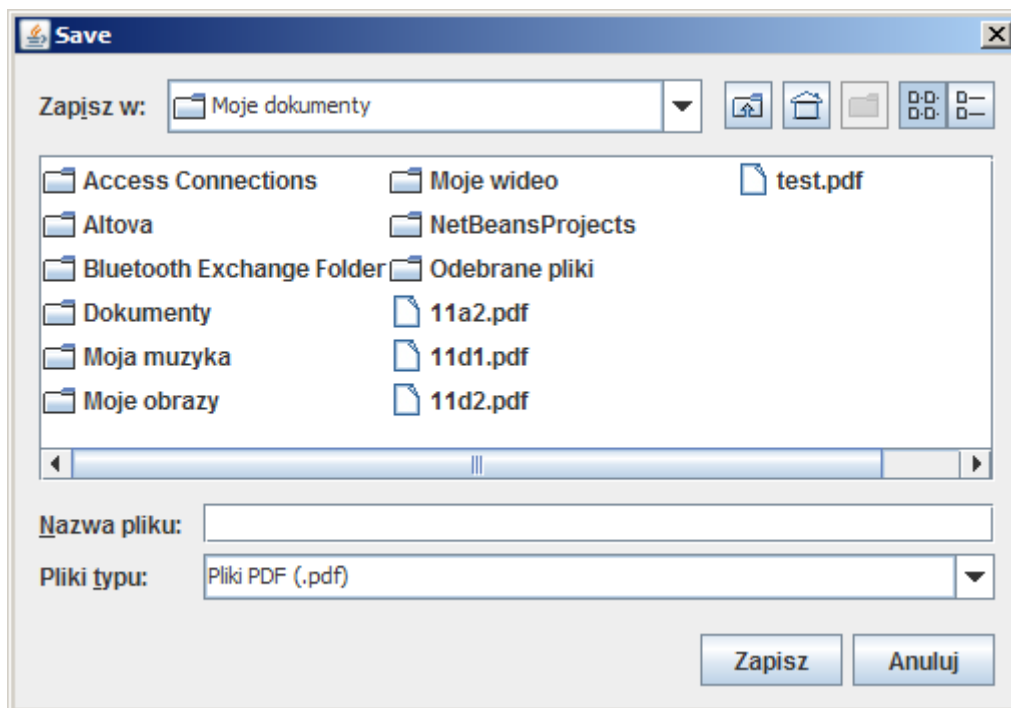 Save
Zapisz w: Moje dokumenty
Access Connections Moje wideo test.pdf
Altova NetBeansProjects
Bluetooth Exchange Folder Odebrane pliki
Dokumenty 11a2.pdf
Moja muzyka 11d1.pdf
Moje obrazy 11d2.pdf
Nazwa pliku:
Pliki typu: Pliki PDF (.pdf)
Zapisz Anuluj